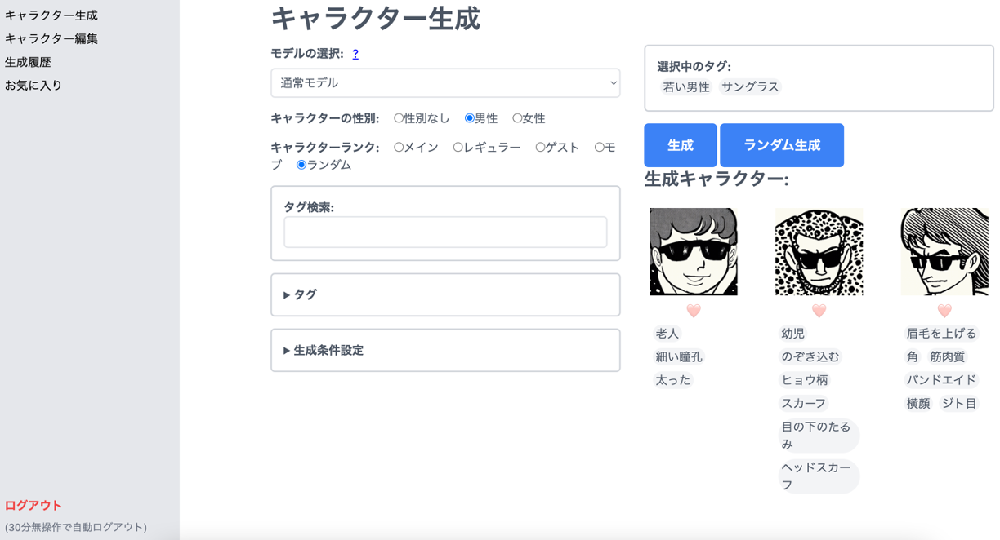 キャラクター生成
キャラクター編集
生成履歴
お気に入り
ログアウト
(30分無操作で自動ログアウト)
キャラクター生成
モデルの選択: ?
通常モデル
キャラクターの性別: 性別なし 男性 女性
キャラクターランク: メイン レギュラー ゲスト モ
ブ ランダム
タグ検索:
タグ
生成条件設定
選択中のタグ:
若い男性 サングラス
生成 ランダム生成
生成キャラクター:
老人
細い瞳孔
太った
幼児
のぞき込む
ヒョウ柄
スカーフ
目の下のたる
み
ヘッドスカー
フ
眉毛を上げる
角 筋肉質
バンドエイド
横顔 ジト目